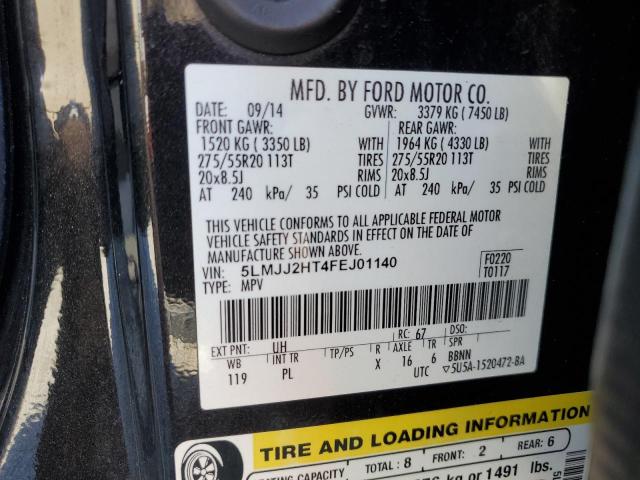 MFD. BY FORD MOTOR CO.
DATE: 09/14 GVWR: 3379 KG (7450 LB)
FRONT GAWR: REAR GAWR:
1520 KG (3350 LB) 1964 KG (4330 LB)
275/55R20 113T TIRES 275/55R20 113T TIRES
20x8.5J RIMS 20x8.5J RIMS
AT 240 kPa/ 35 PSI COLD AT 240 kPa/ 35 PSI COLD
THIS VEHICLE CONFORMS TO ALL APPLICABLE FEDERAL MOTOR
VEHICLE SAFETY STANDARDS IN EFFECT ON THE DATE OF
MANUFACTURE SHOWN ABOVE.
VIN: 5LMJJ2HT4FEJ01140 F0220
TYPE: MPV T0117
EXT PNT: UH RC: 67 DSO:
WB INT TR TP/PS R AXLE TR SPR
119 PL X 16 6 BBNN
UTC ▽5U5A-1520472-BA
TIRE AND LOADING INFORMATION
SEATING CAPACITY TOTAL: 8 FRONT: 2 REAR: 6
kg or 1491 lbs.